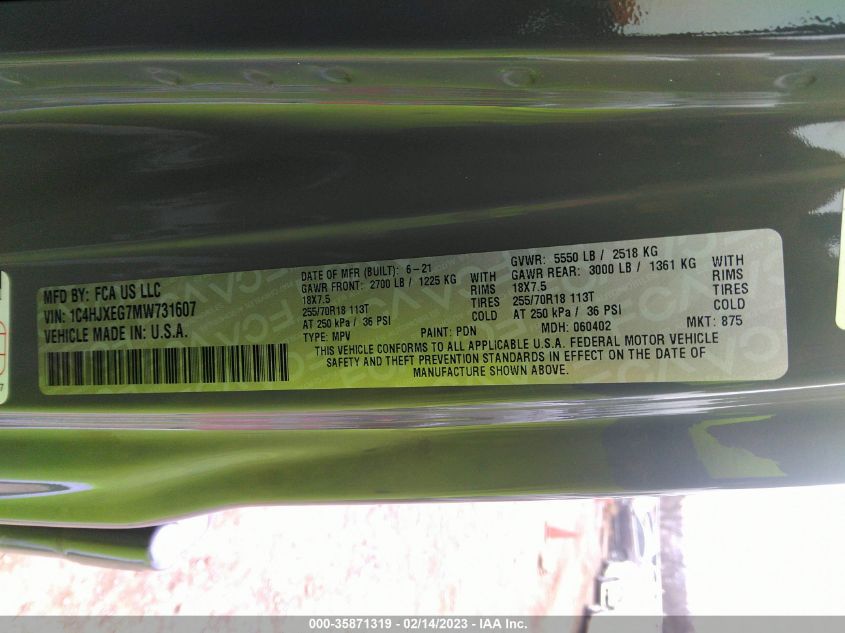 MFD BY: FCA US LLC
VIN: 1C4HJXEG7MW731607
VEHICLE MADE IN: U.S.A.
DATE OF MFR (BUILT): 6-21
GAWR FRONT: 2700 LB / 1225 KG WITH
18X7.5 RIMS
255/70R18 113T TIRES
AT 250 kPa / 36 PSI COLD
GVWR: 5550 LB / 2518 KG
GAWR REAR: 3000 LB / 1361 KG WITH
18X7.5 RIMS
255/70R18 113T TIRES
AT 250 kPa / 36 PSI COLD
TYPE: MPV PAINT: PDN MDH: 060402 MKT: 875
THIS VEHICLE CONFORMS TO ALL APPLICABLE U.S.A. FEDERAL MOTOR VEHICLE
SAFETY AND THEFT PREVENTION STANDARDS IN EFFECT ON THE DATE OF
MANUFACTURE SHOWN ABOVE.
000-35871319 - 02/14/2023 - IAA Inc.